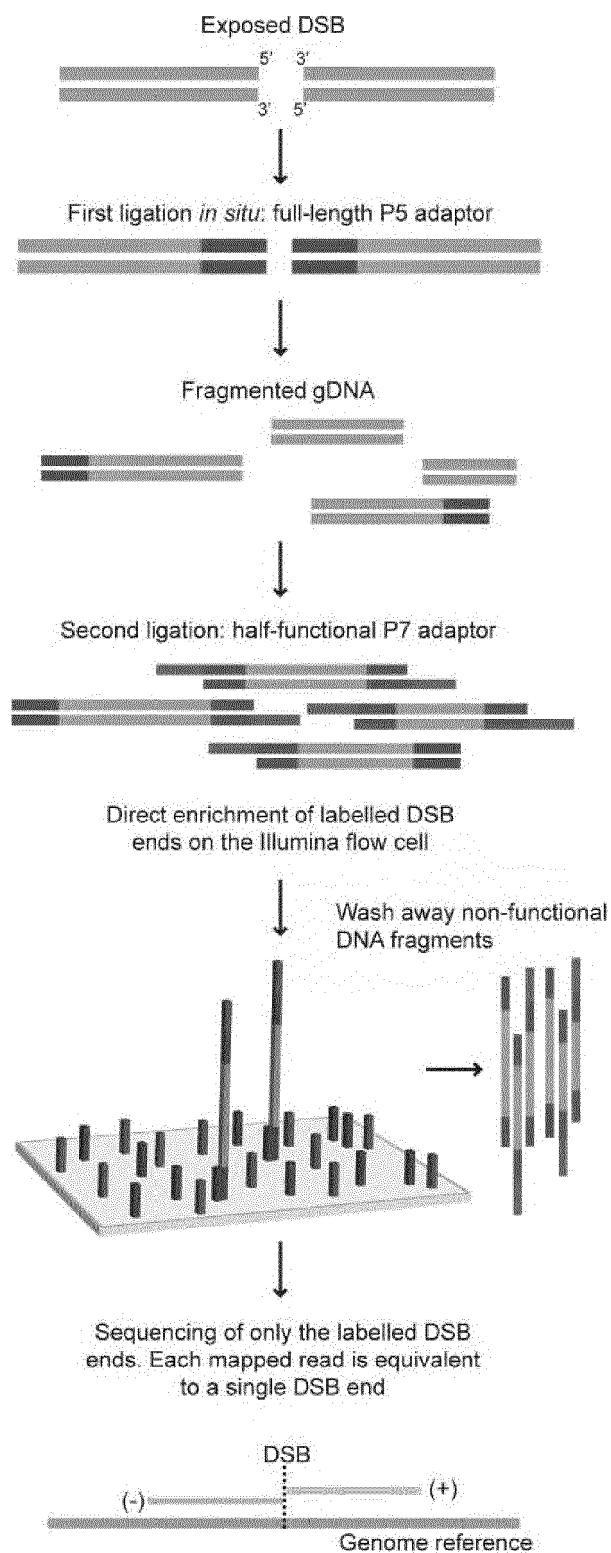 Exposed DSB
5' 3'
3' 5'
First ligation in situ: full-length P5 adaptor
Fragmented gDNA
Second ligation: half-functional P7 adaptor
Direct enrichment of labelled DSB
ends on the Illumina flow cell
Wash away non-functional
DNA fragments
Sequencing of only the labelled DSB
ends. Each mapped read is equivalent
to a single DSB end
DSB
(-) (+)
Genome reference